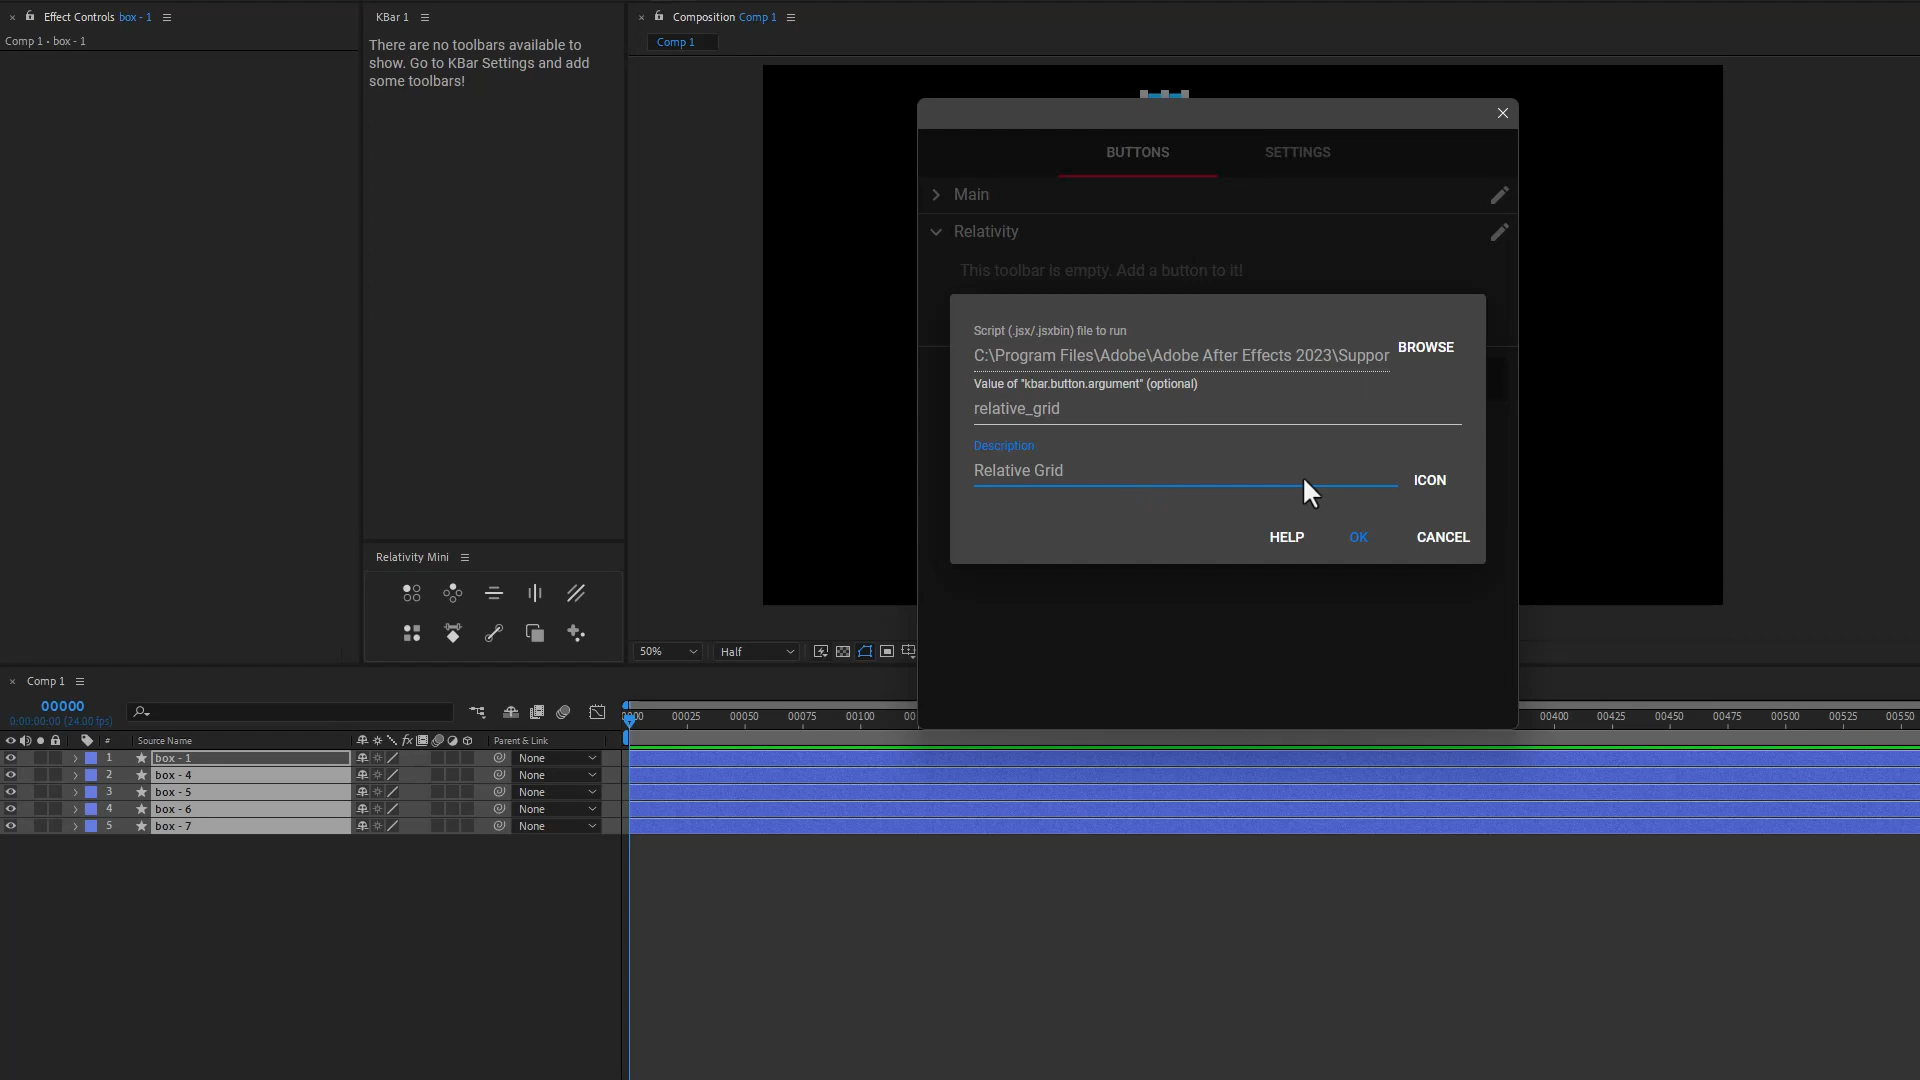 Effect Controls box - 1
Comp 1 • box - 1
KBar 1
There are no toolbars available to
show. Go to KBar Settings and add
some toolbars!
Composition Comp 1
Comp 1
BUTTONS
SETTINGS
Main
Relativity
This toolbar is empty. Add a button to it!
Script (.jsx/.jsxbin) file to run
C:\Program Files\Adobe\Adobe After Effects 2023\Suppor
BROWSE
Value of "kbar.button.argument" (optional)
relative_grid
Description
Relative Grid
ICON
HELP
OK
CANCEL
Relativity Mini
50%
Half
Comp 1
00000
0:00:00:00 (24.00 fps)
00025 00050 00075 00100
00400 00425 00450 00475 00500 00525 00550
# Source Name
fx
Parent & Link
1 box - 1 None
2 box - 4 None
3 box - 5 None
4 box - 6 None
5 box - 7 None